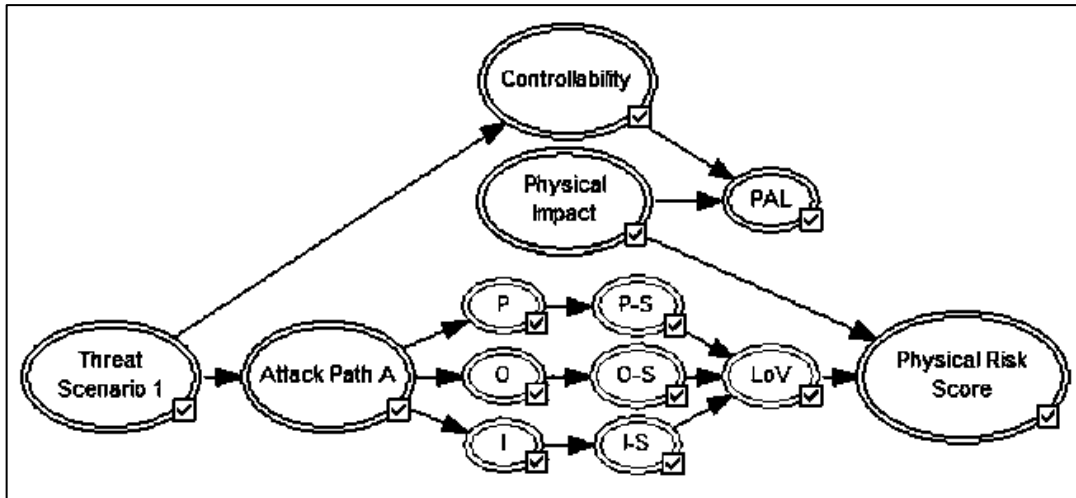 Controllability
Physical
Impact
PAL
P
P-S
Threat
Scenario 1
Attack Path A
O
O-S
LoV
Physical Risk
Score
I
I-S